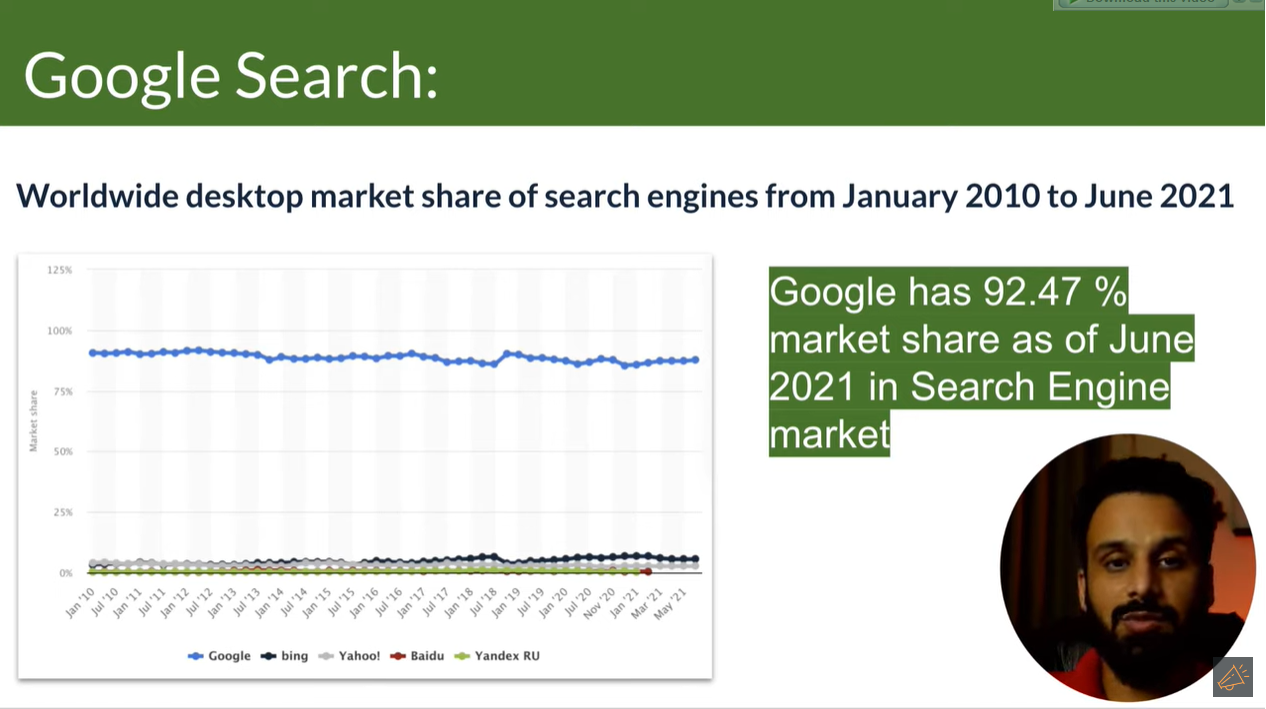 Download this video
Google Search:
Worldwide desktop market share of search engines from January 2010 to June 2021
125%
100%
75%
50%
25%
0%
Market share
Jan '10
Jul '10
Jan '11
Jul '11
Jan '12
Jul '12
Jan '13
Jul '13
Jan '14
Jul '14
Jan '15
Jul '15
Jan '16
Jul '16
Jan '17
Jul '17
Jan '18
Jul '18
Jan '19
Jul '19
Jan '20
Jul '20
Nov '20
Jan '21
Mar '21
May '21
Google bing Yahoo! Baidu Yandex RU
Google has 92.47 %
market share as of June
2021 in Search Engine
market